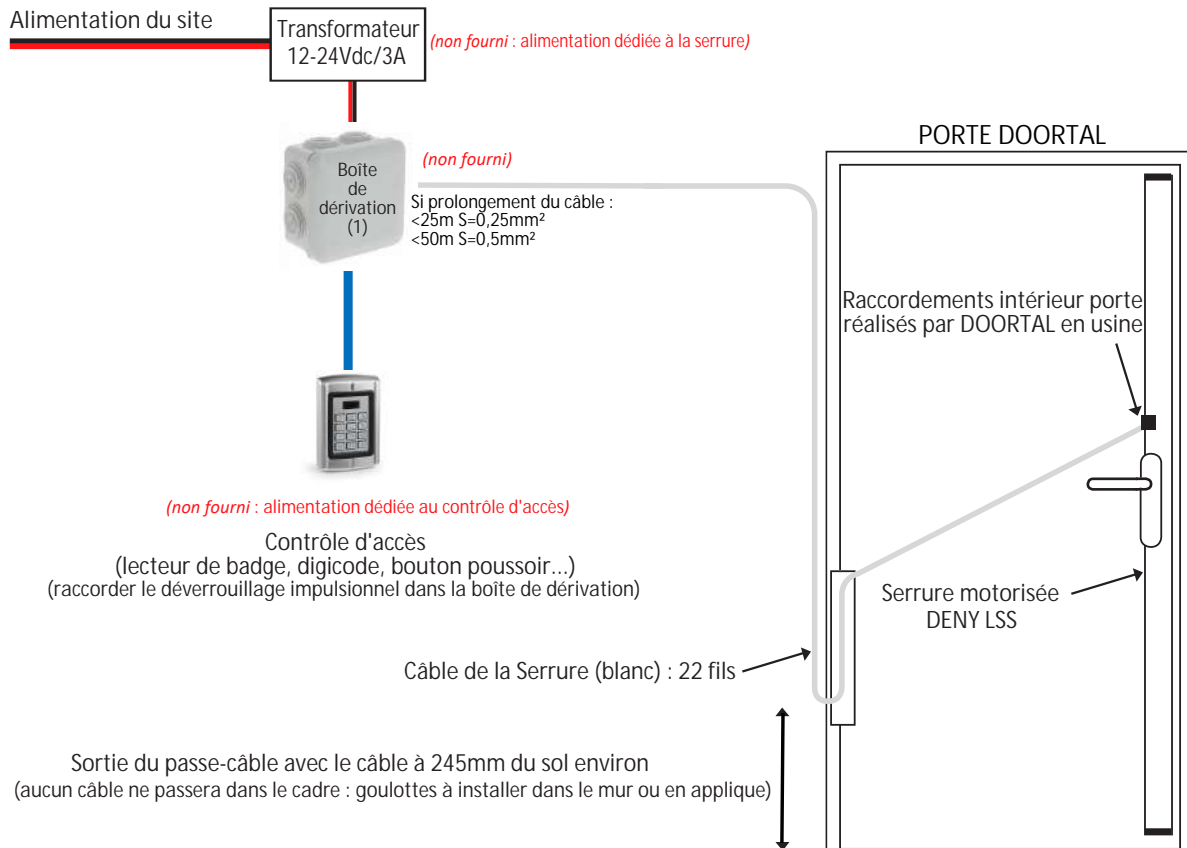 Alimentation du site
Transformateur
12-24Vdc/3A
(non fourni : alimentation dédiée à la serrure)
PORTE DOORTAL
Boîte
de
dérivation
(1)
(non fourni)
Si prolongement du câble :
<25m S=0,25mm²
<50m S=0,5mm²
Raccordements intérieur porte
réalisés par DOORTAL en usine
(non fourni : alimentation dédiée au contrôle d'accès)
Contrôle d'accès
(lecteur de badge, digicode, bouton poussoir...)
(raccorder le déverrouillage impulsionnel dans la boîte de dérivation)
Serrure motorisée
DENY LSS
Câble de la Serrure (blanc) : 22 fils
Sortie du passe-câble avec le câble à 245mm du sol environ
(aucun câble ne passera dans le cadre : goulottes à installer dans le mur ou en applique)